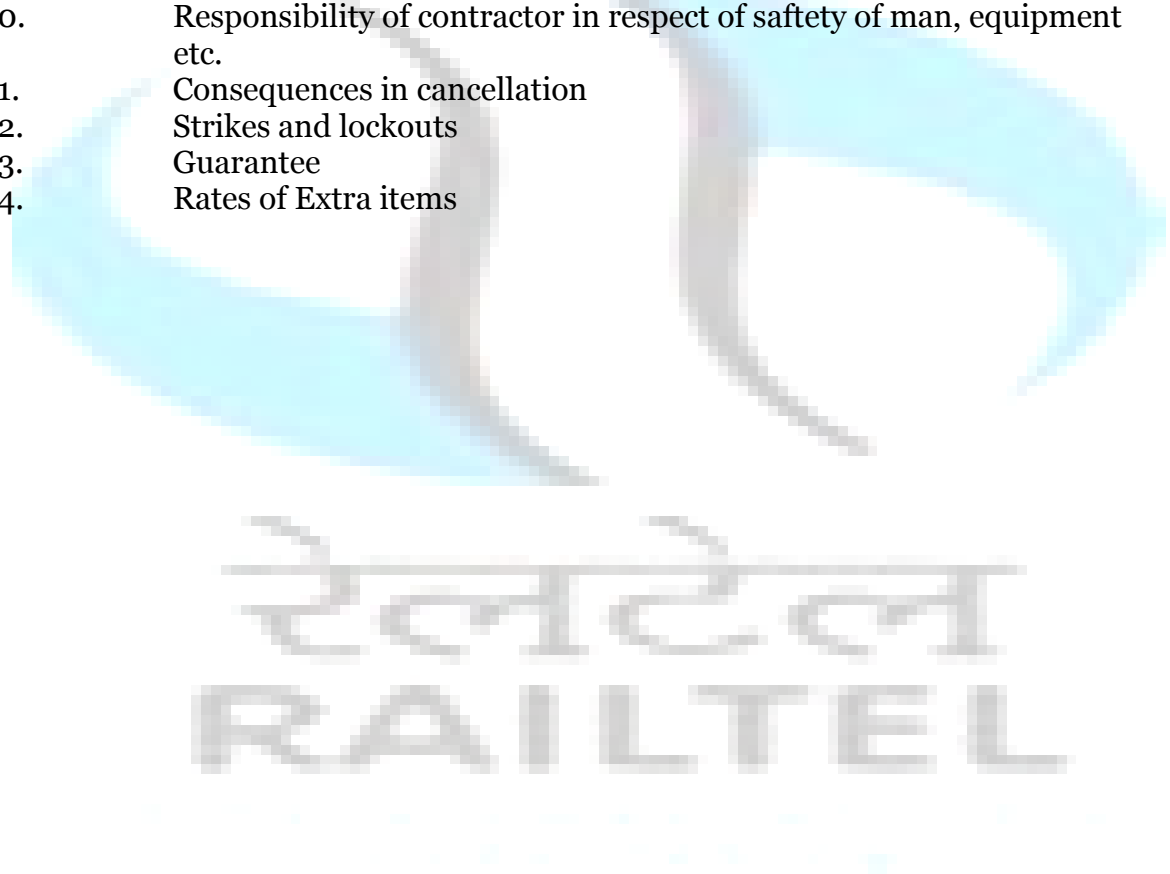 0. Responsibility of contractor in respect of saftety of man, equipment
etc.
1. Consequences in cancellation
2. Strikes and lockouts
3. Guarantee
4. Rates of Extra items
रेलटेल
RAILTEL